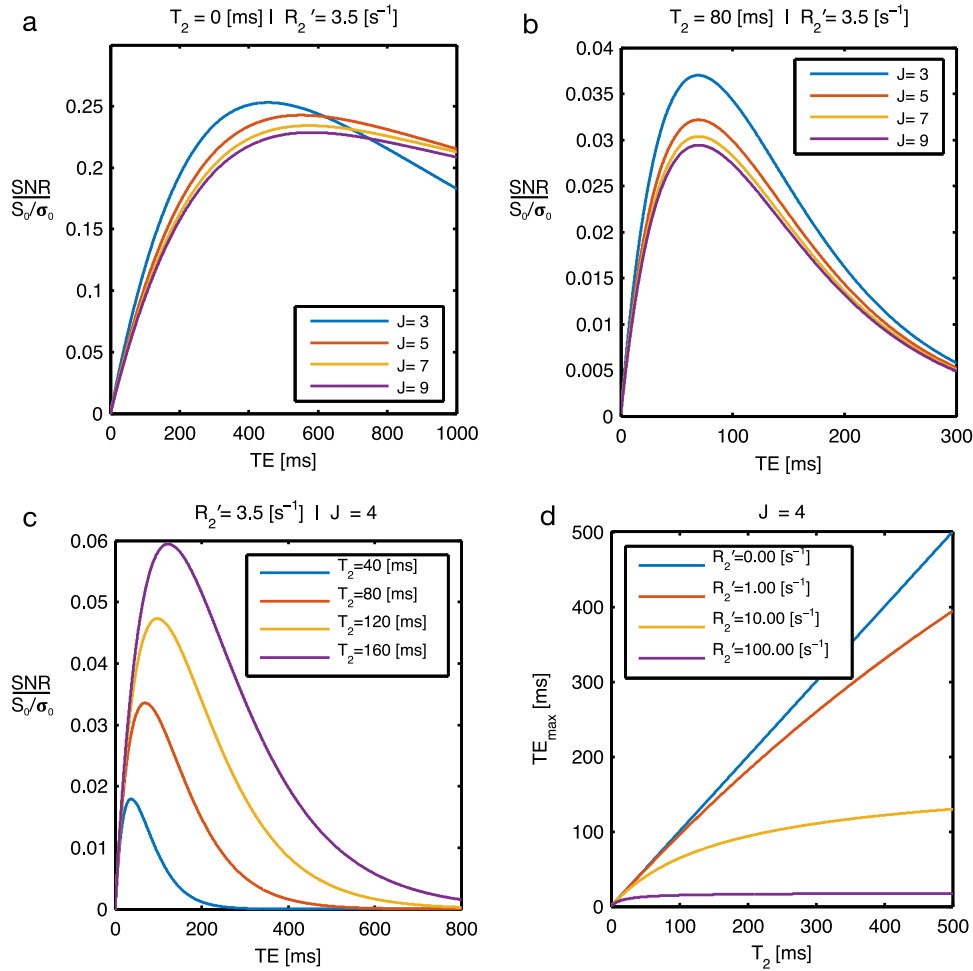 a
T₂ = 0 [ms] | R₂′= 3.5 [s⁻¹]
SNR
S₀/σ₀
0.25
0.2
0.15
0.1
0.05
0
J= 3
J= 5
J= 7
J= 9
0 200 400 600 800 1000
TE [ms]
b
T₂ = 80 [ms] | R₂′= 3.5 [s⁻¹]
SNR
S₀/σ₀
0.04
0.035
0.03
0.025
0.02
0.015
0.01
0.005
0
J= 3
J= 5
J= 7
J= 9
0 100 200 300
TE [ms]
c
R₂′= 3.5 [s⁻¹] | J = 4
SNR
S₀/σ₀
0.06
0.05
0.04
0.03
0.02
0.01
0
T₂=40 [ms]
T₂=80 [ms]
T₂=120 [ms]
T₂=160 [ms]
0 200 400 600 800
TE [ms]
d
J = 4
TEmax
[ms]
500
400
300
200
100
0
R₂′=0.00 [s⁻¹]
R₂′=1.00 [s⁻¹]
R₂′=10.00 [s⁻¹]
R₂′=100.00 [s⁻¹]
0 100 200 300 400 500
T₂ [ms]